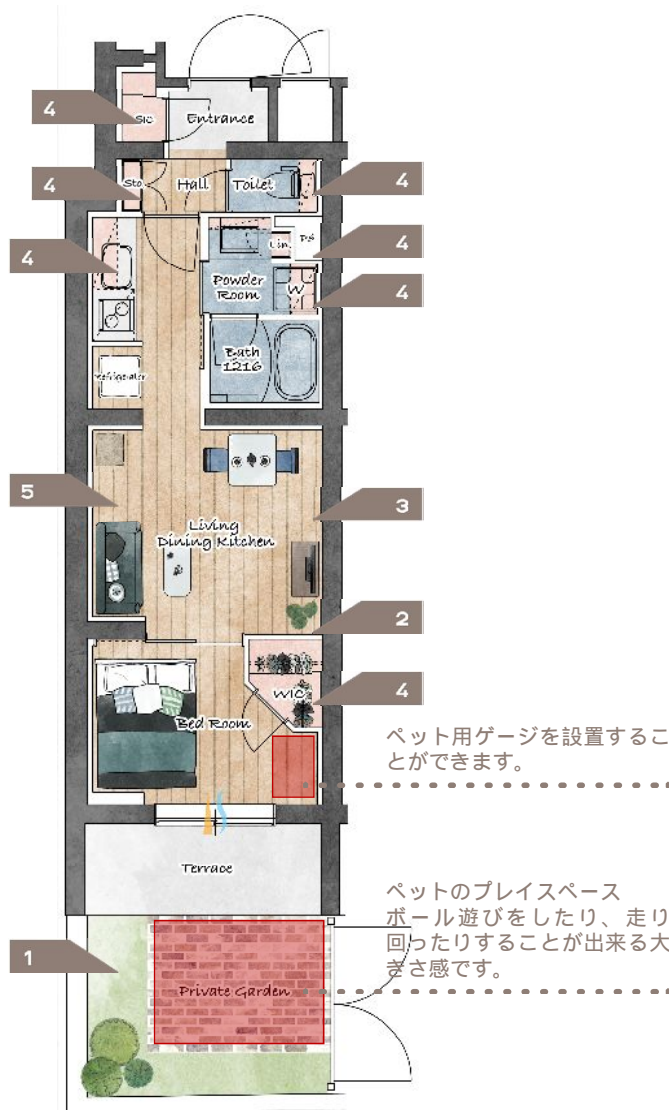 4
SIC
Entrance
4
Sto
Hall
Toilet
4
4
Lin.
PS
4
Powder
Room
W
4
Bath
1216
Refrigerator
5
3
Living
Dining Kitchen
2
WIC
4
Bed Room
ペット用ゲージを設置するこ
とができます。
Terrace
ペットのプレイスペース
ボール遊びをしたり、走り
回ったりすることが出来る大
きさ感です。
1
Private Garden